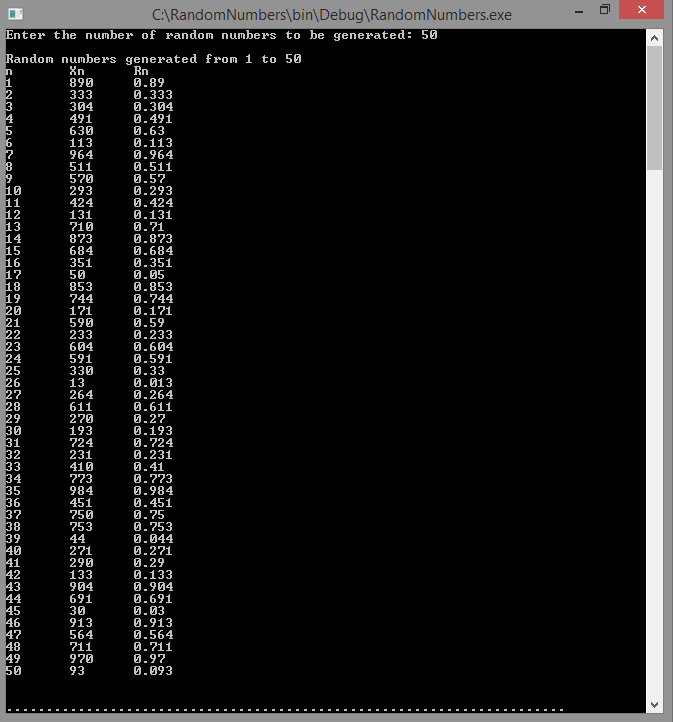 C:\RandomNumbers\bin\Debug\RandomNumbers.exe
Enter the number of random numbers to be generated: 50
Random numbers generated from 1 to 50
n Xn Rn
1 890 0.89
2 333 0.333
3 304 0.304
4 491 0.491
5 630 0.63
6 113 0.113
7 964 0.964
8 511 0.511
9 570 0.57
10 293 0.293
11 424 0.424
12 131 0.131
13 710 0.71
14 873 0.873
15 684 0.684
16 351 0.351
17 50 0.05
18 853 0.853
19 744 0.744
20 171 0.171
21 590 0.59
22 233 0.233
23 604 0.604
24 591 0.591
25 330 0.33
26 13 0.013
27 264 0.264
28 611 0.611
29 270 0.27
30 193 0.193
31 724 0.724
32 231 0.231
33 410 0.41
34 773 0.773
35 984 0.984
36 451 0.451
37 750 0.75
38 753 0.753
39 44 0.044
40 271 0.271
41 290 0.29
42 133 0.133
43 904 0.904
44 691 0.691
45 30 0.03
46 913 0.913
47 564 0.564
48 711 0.711
49 970 0.97
50 93 0.093
----------------------------------------------------------------------